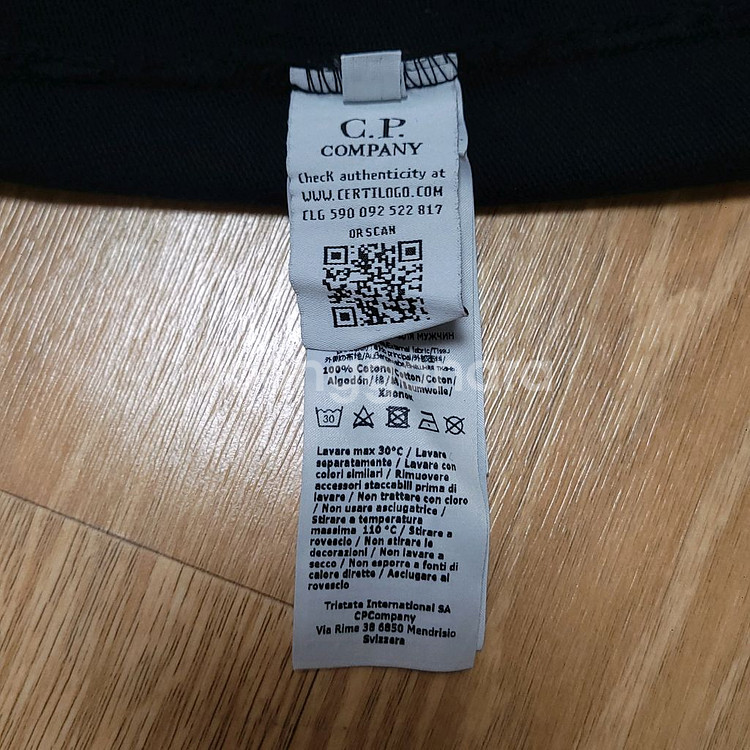 C.P.
COMPANY
Check authenticity at
WWW.CERTILOGO.COM
CLG 590 092 522 817
OR SCAN
МУЖЧИН
100% Cotone/Cotton/Coton/
Algodón/棉/
Хлопок
30
Lavare max 30°C / Lavare
separatamente / Lavare con
colori similari / Rimuovere
accessori staccabili prima di
lavare / Non trattare con cloro
/ Non usare asciugatrice /
Stirare a temperatura
massima 110 °C / Stirare a
rovescio / Non stirare le
decorazioni / Non lavare a
secco / Non esporre a fonti di
calore dirette / Asciugare al
rovescio
Tristate International SA
CPCompany
Via Rime 38 6850 Mendrisio
Svizzera